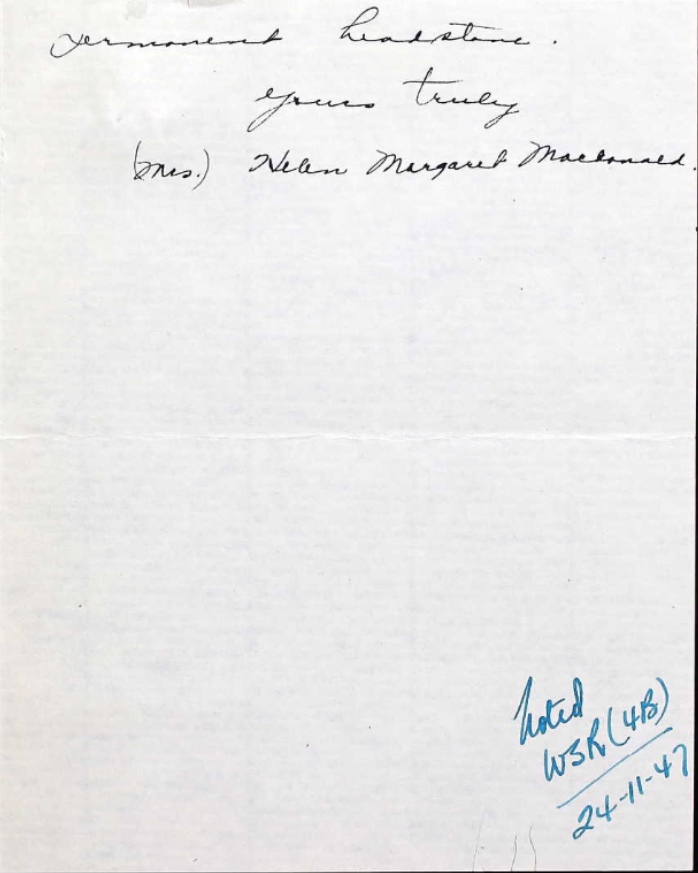 permanent headstone.
Yours truly
(Mrs.) Helen Margaret Macdonald.
Noted
WSR (4B)
24-11-47